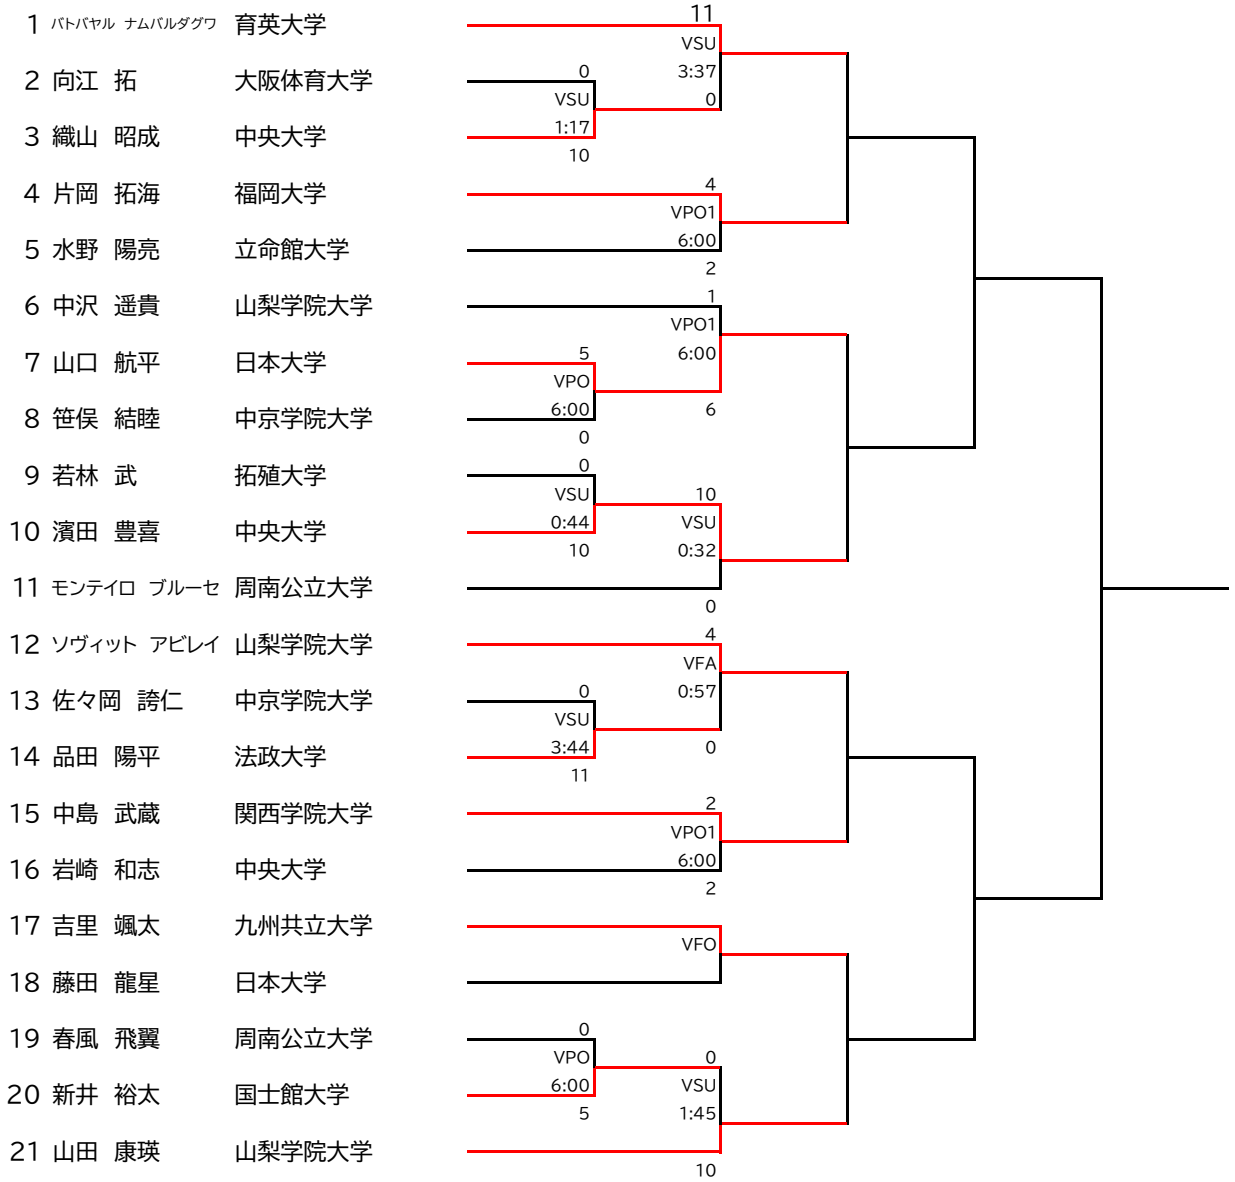 1 バトバヤル ナムバルダグワ 育英大学
11
VSU
3:37
0
2 向江 拓 大阪体育大学
0
VSU
1:17
10
3 織山 昭成 中央大学
4 片岡 拓海 福岡大学
4
VPO1
6:00
2
5 水野 陽亮 立命館大学
6 中沢 遥貴 山梨学院大学
1
VPO1
6:00
6
7 山口 航平 日本大学
5
VPO
6:00
0
8 笹俣 結睦 中京学院大学
9 若林 武 拓殖大学
0
VSU
0:44
10
10 濱田 豊喜 中央大学
10
VSU
0:32
0
11 モンテイロ ブルーセ 周南公立大学
12 ソヴィット アビレイ 山梨学院大学
4
VFA
0:57
0
13 佐々岡 誇仁 中京学院大学
0
VSU
3:44
11
14 品田 陽平 法政大学
15 中島 武蔵 関西学院大学
2
VPO1
6:00
2
16 岩崎 和志 中央大学
17 吉里 颯太 九州共立大学
VFO
18 藤田 龍星 日本大学
19 春風 飛翼 周南公立大学
0
VPO
6:00
5
20 新井 裕太 国士館大学
0
VSU
1:45
10
21 山田 康瑛 山梨学院大学